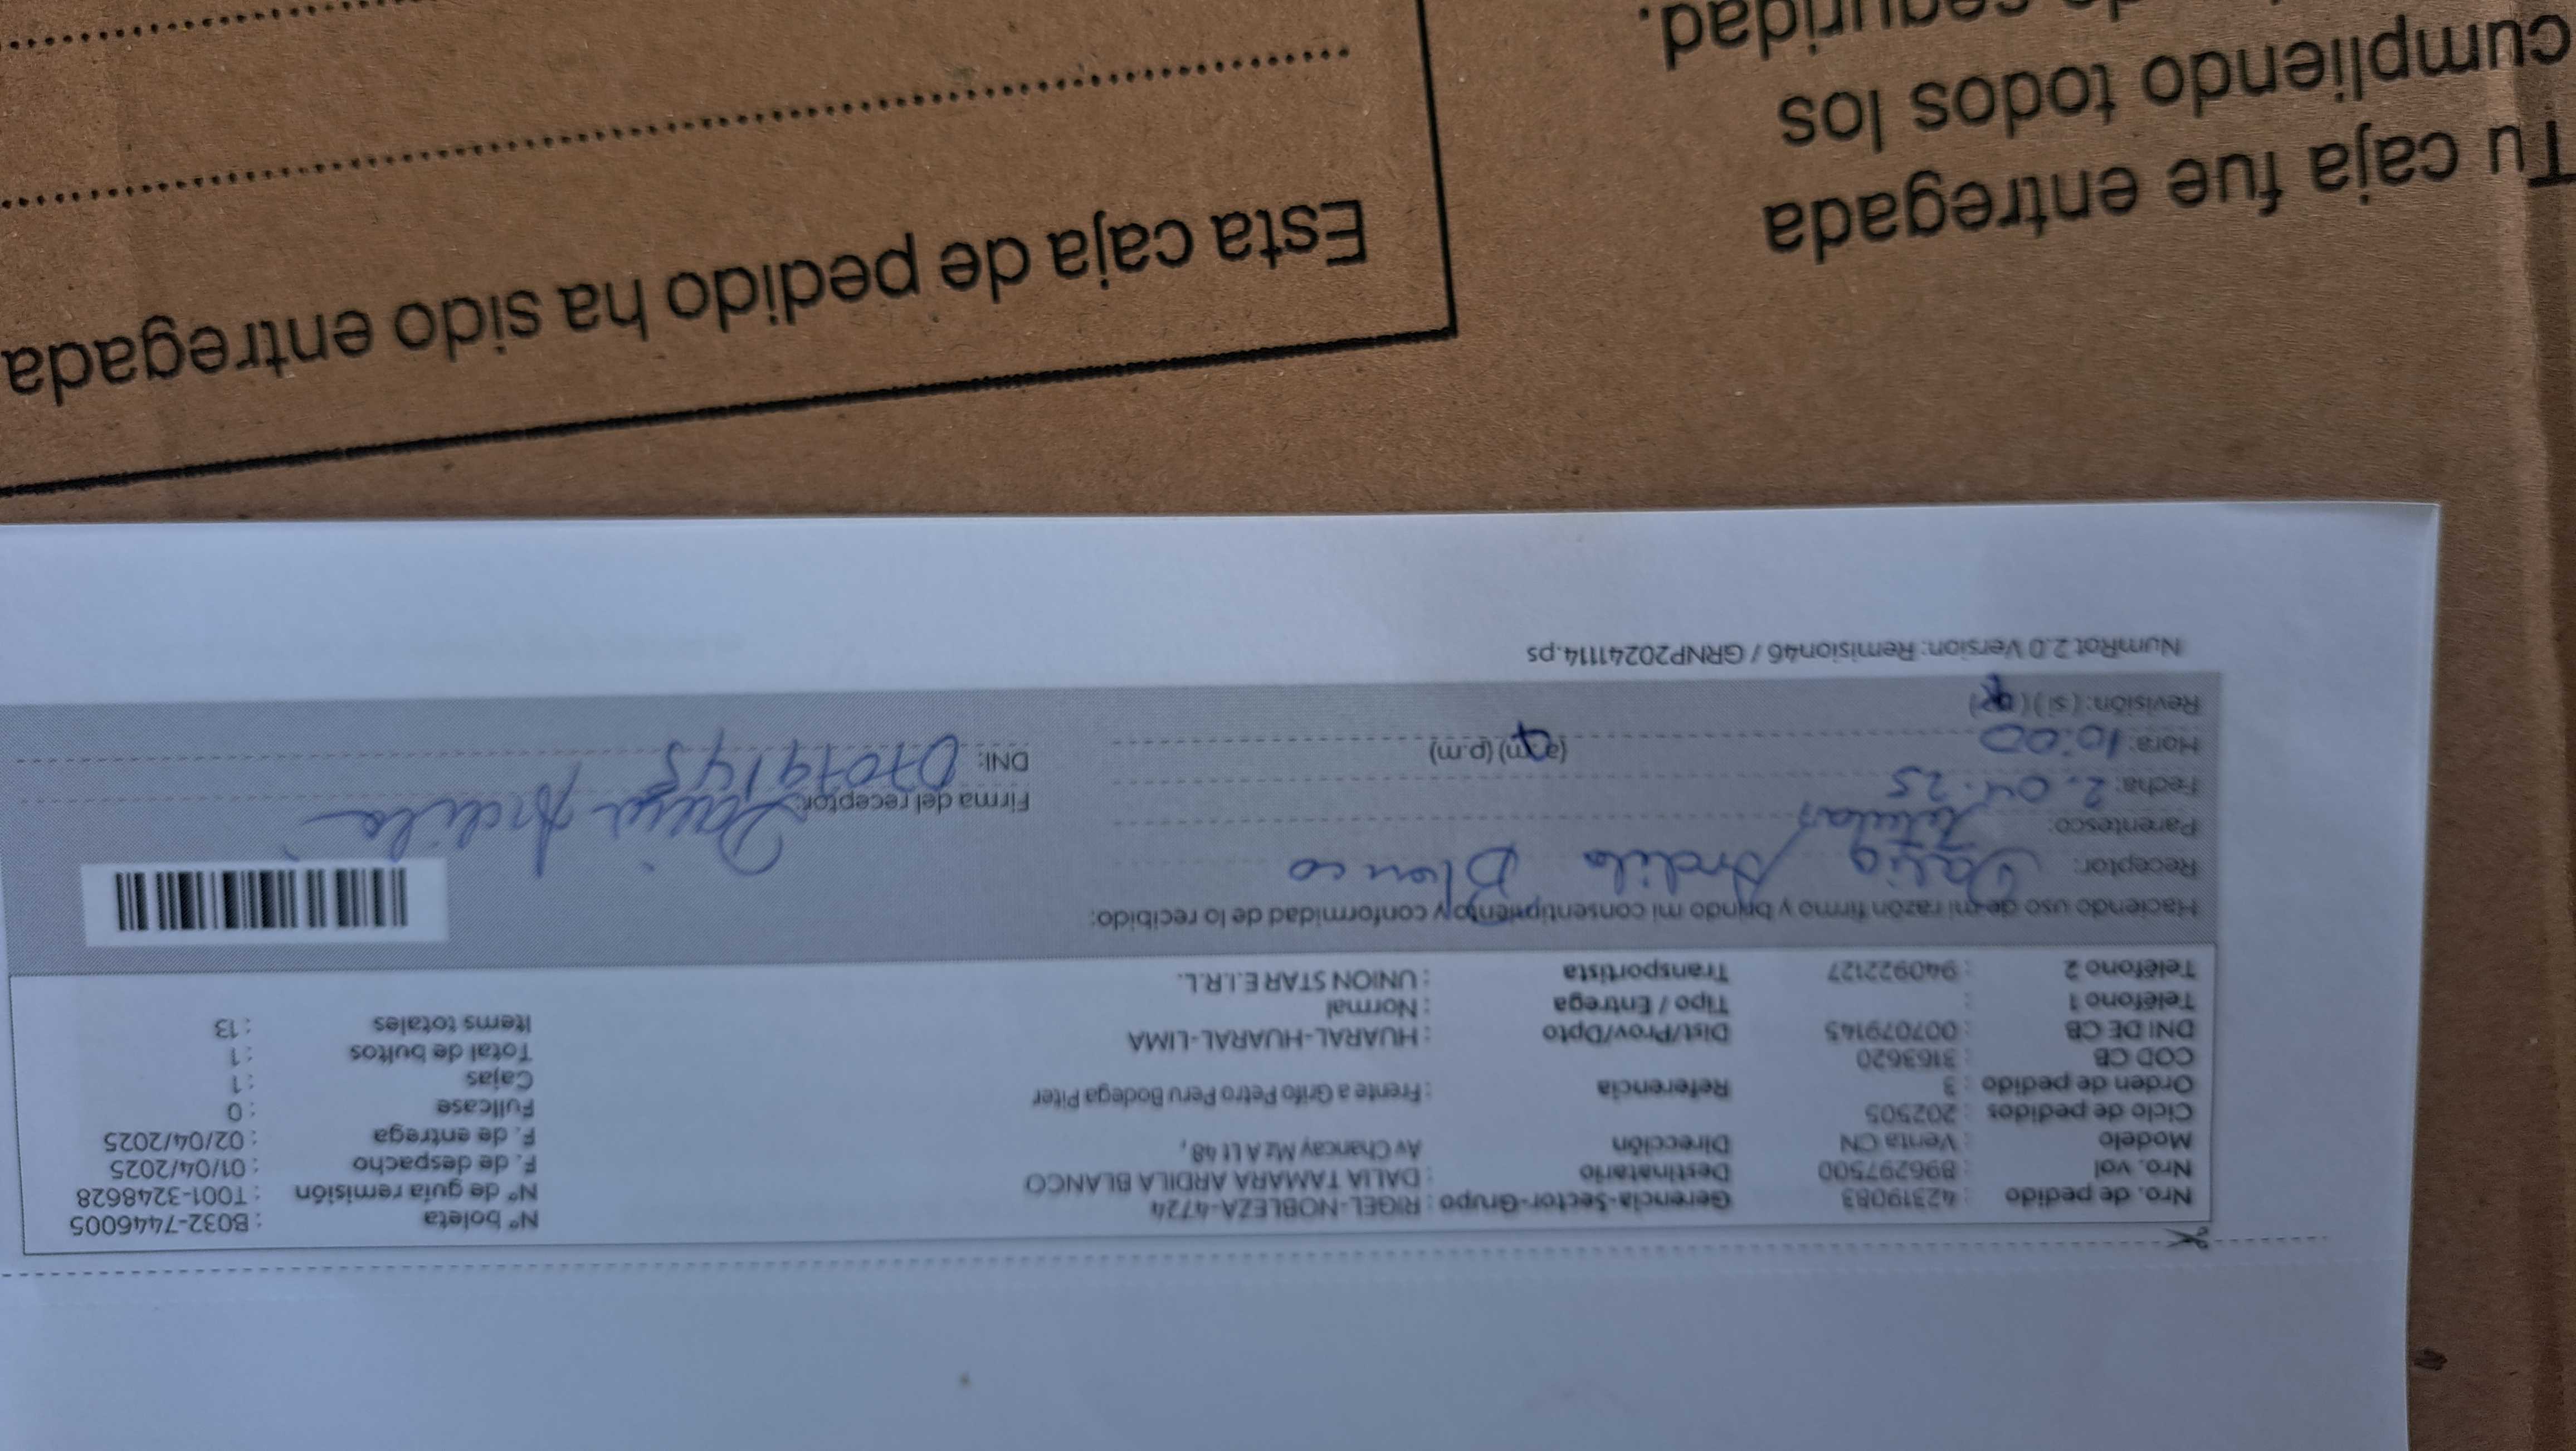 Nro. de pedido : 42319083 Gerencia-Sector-Grupo : RIGEL-NOBLEZA-4724 N° boleta : B032-7446005
Nro. vol : 896297500 Destinatario : DALIA TAMARA ARDILA BLANCO N° de guía remisión : T001-3248628
Modelo : Venta CN Dirección Av Chancay Mz A Lt 48 , F. de despacho : 01/04/2025
Ciclo de pedidos : 202505 F. de entrega : 02/04/2025
Orden de pedido : 3 Referencia : Frente a Grifo Petro Peru Bodega Piter Fullcase : 0
COD CB : 3163620 Cajas : 1
DNI DE CB : 007079145 Dist/Prov/Dpto : HUARAL-HUARAL-LIMA Total de bultos : 1
Teléfono 1 : Tipo / Entrega : Normal Items totales : 13
Teléfono 2 : 940922127 Transportista : UNION STAR E.I.R.L.
Haciendo uso de mi razón firmo y brindo mi consentimiento y conformidad de lo recibido:
Receptor: Dalia Ardila Blanco
Parentesco: Titular
Fecha: 2.04.25 Firma del receptor: Dalia Ardila
Hora: 10:00 (a.m) (p.m) DNI: 07079145
Revisión: (si) (no)
NumRot 2.0 Version: Remision46 / GRNP20241114.ps
Esta caja de pedido ha sido entregada
Tu caja fue entregada
cumpliendo todos los
seguridad.